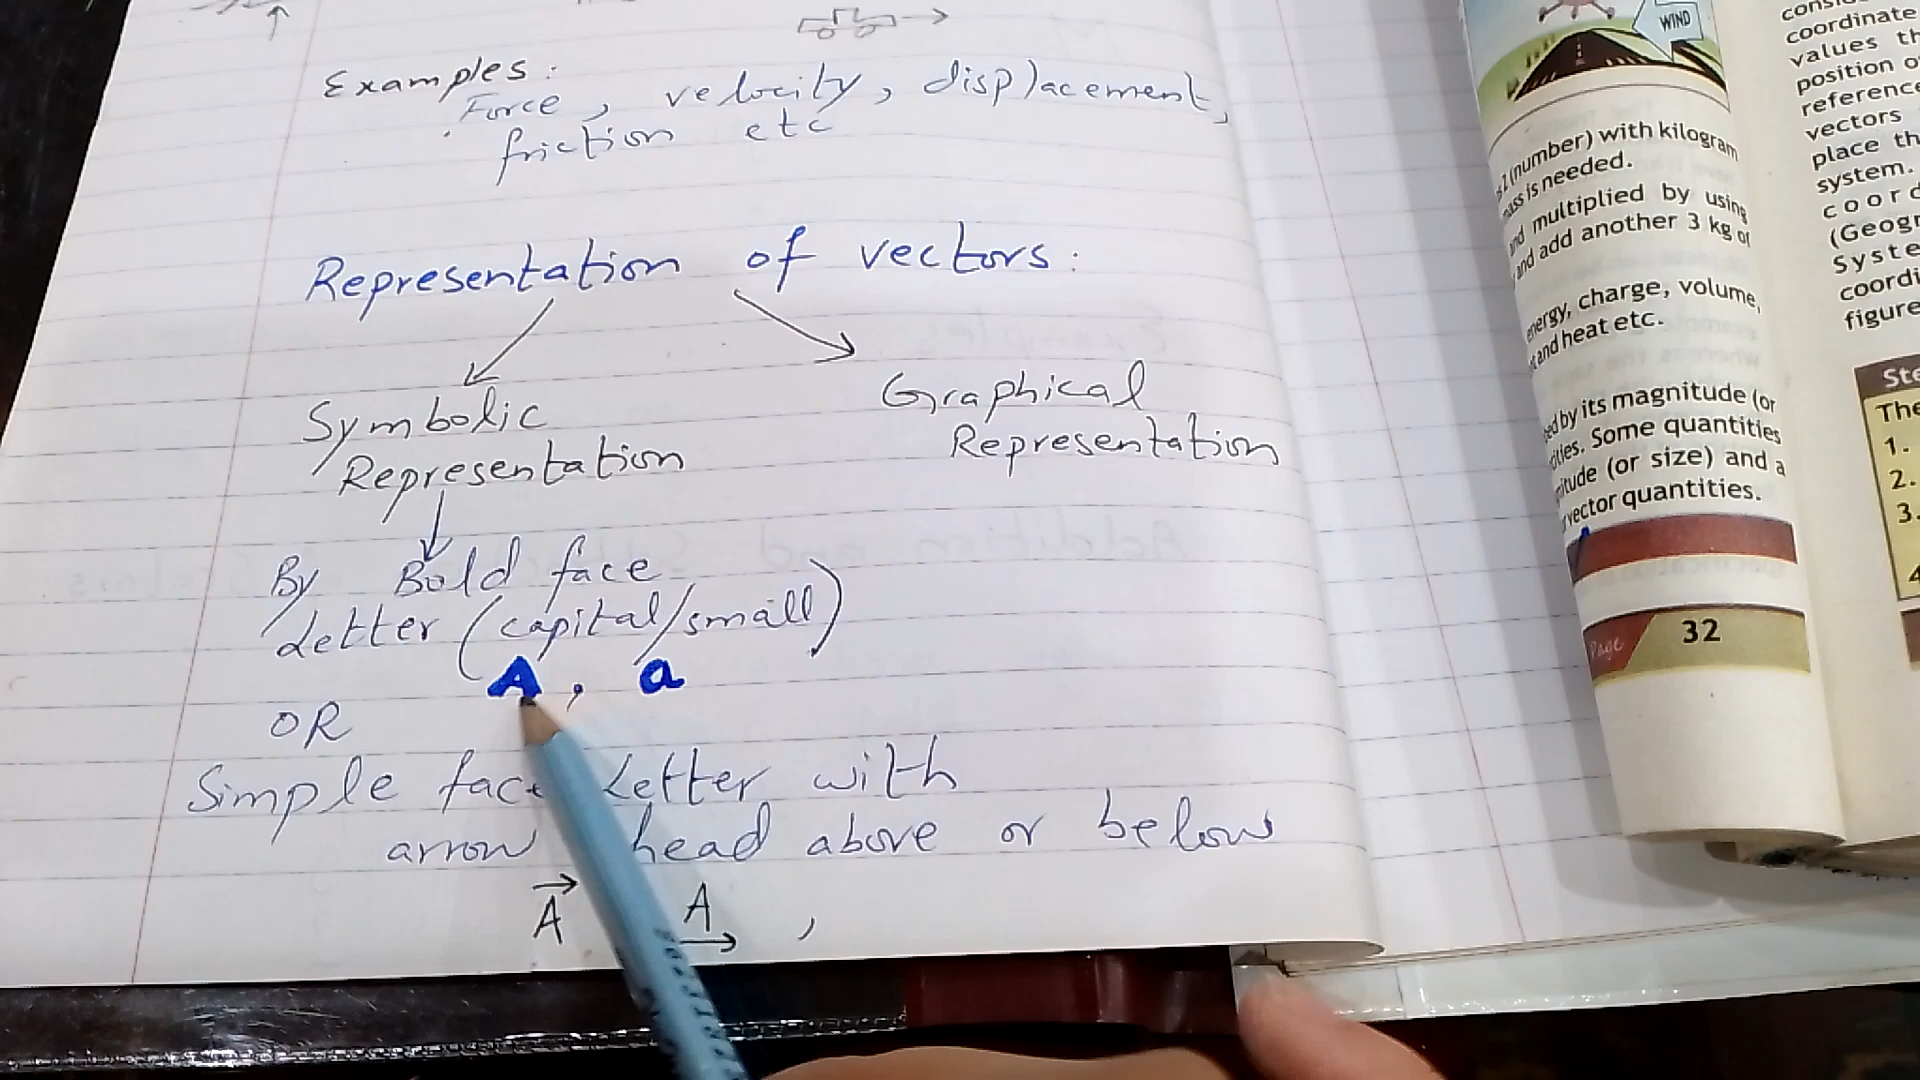 Examples:
Force, velocity, displacement,
friction etc
Representation of vectors:
Symbolic
Representation
Graphical
Representation
By Bold face
Letter (capital/small)
A, a
OR
Simple face Letter with
arrow head above or below
A A ,
WIND
(number) with kilogram
is needed.
multiplied by using
and add another 3 kg of
charge, volume,
and heat etc.
by its magnitude (or
Some quantities
(or size) and a
vector quantities.
Page 32
coordinate
values
position
reference
vectors
place
system.
coord
(Geogr
Syste
coordi
figure
Ste
The
1.
2.
3.
4